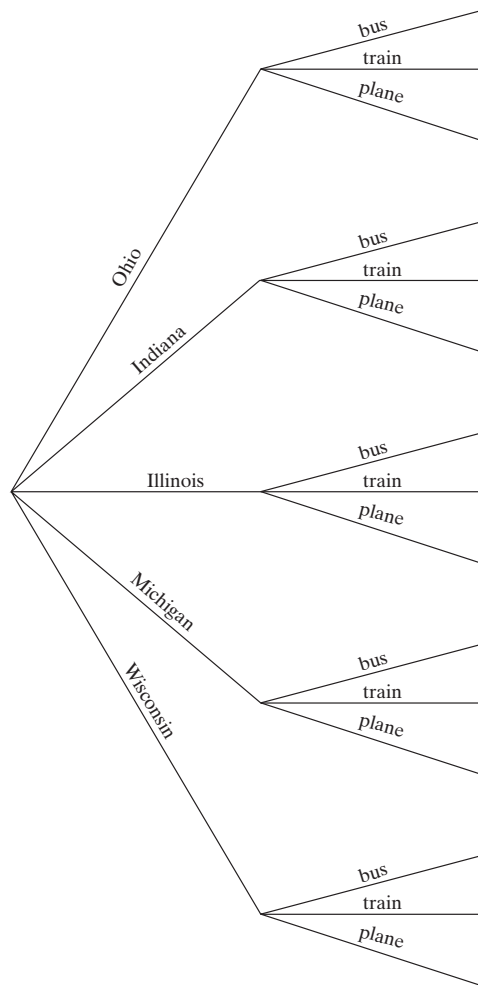 bus
train
plane
Ohio
bus
train
plane
Indiana
bus
train
plane
Illinois
bus
train
plane
Michigan
bus
train
plane
Wisconsin